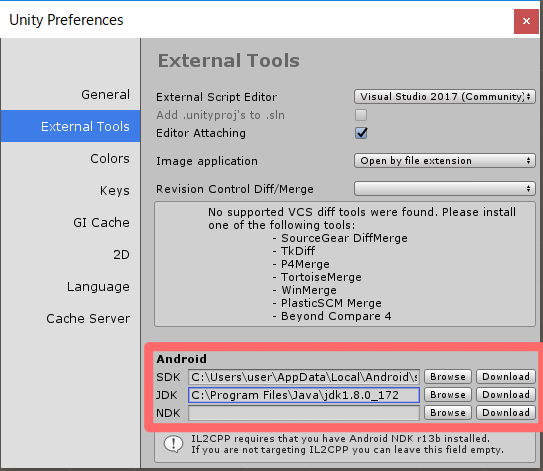 Unity Preferences
External Tools
General
External Tools
Colors
Keys
GI Cache
2D
Language
Cache Server
External Script Editor Visual Studio 2017 (Community)
Add .unityproj's to .sln
Editor Attaching
Image application Open by file extension
Revision Control Diff/Merge
No supported VCS diff tools were found. Please install
one of the following tools:
- SourceGear DiffMerge
- TkDiff
- P4Merge
- TortoiseMerge
- WinMerge
- PlasticSCM Merge
- Beyond Compare 4
Android
SDK C:\Users\user\AppData\Local\Android\s Browse Download
JDK C:\Program Files\Java\jdk1.8.0_172 Browse Download
NDK Browse Download
IL2CPP requires that you have Android NDK r13b installed.
If you are not targeting IL2CPP you can leave this field empty.